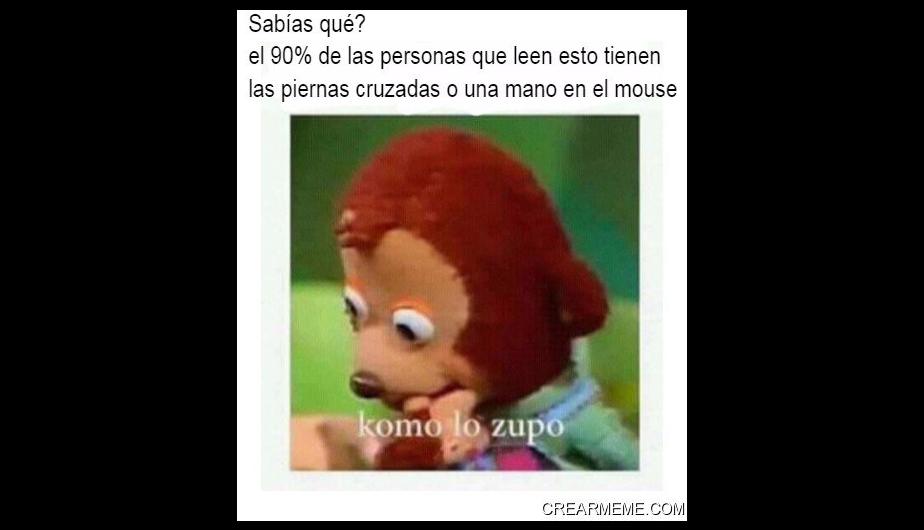 Sabías qué?
el 90% de las personas que leen esto tienen
las piernas cruzadas o una mano en el mouse
komo lo zupo
CREARMEME.COM